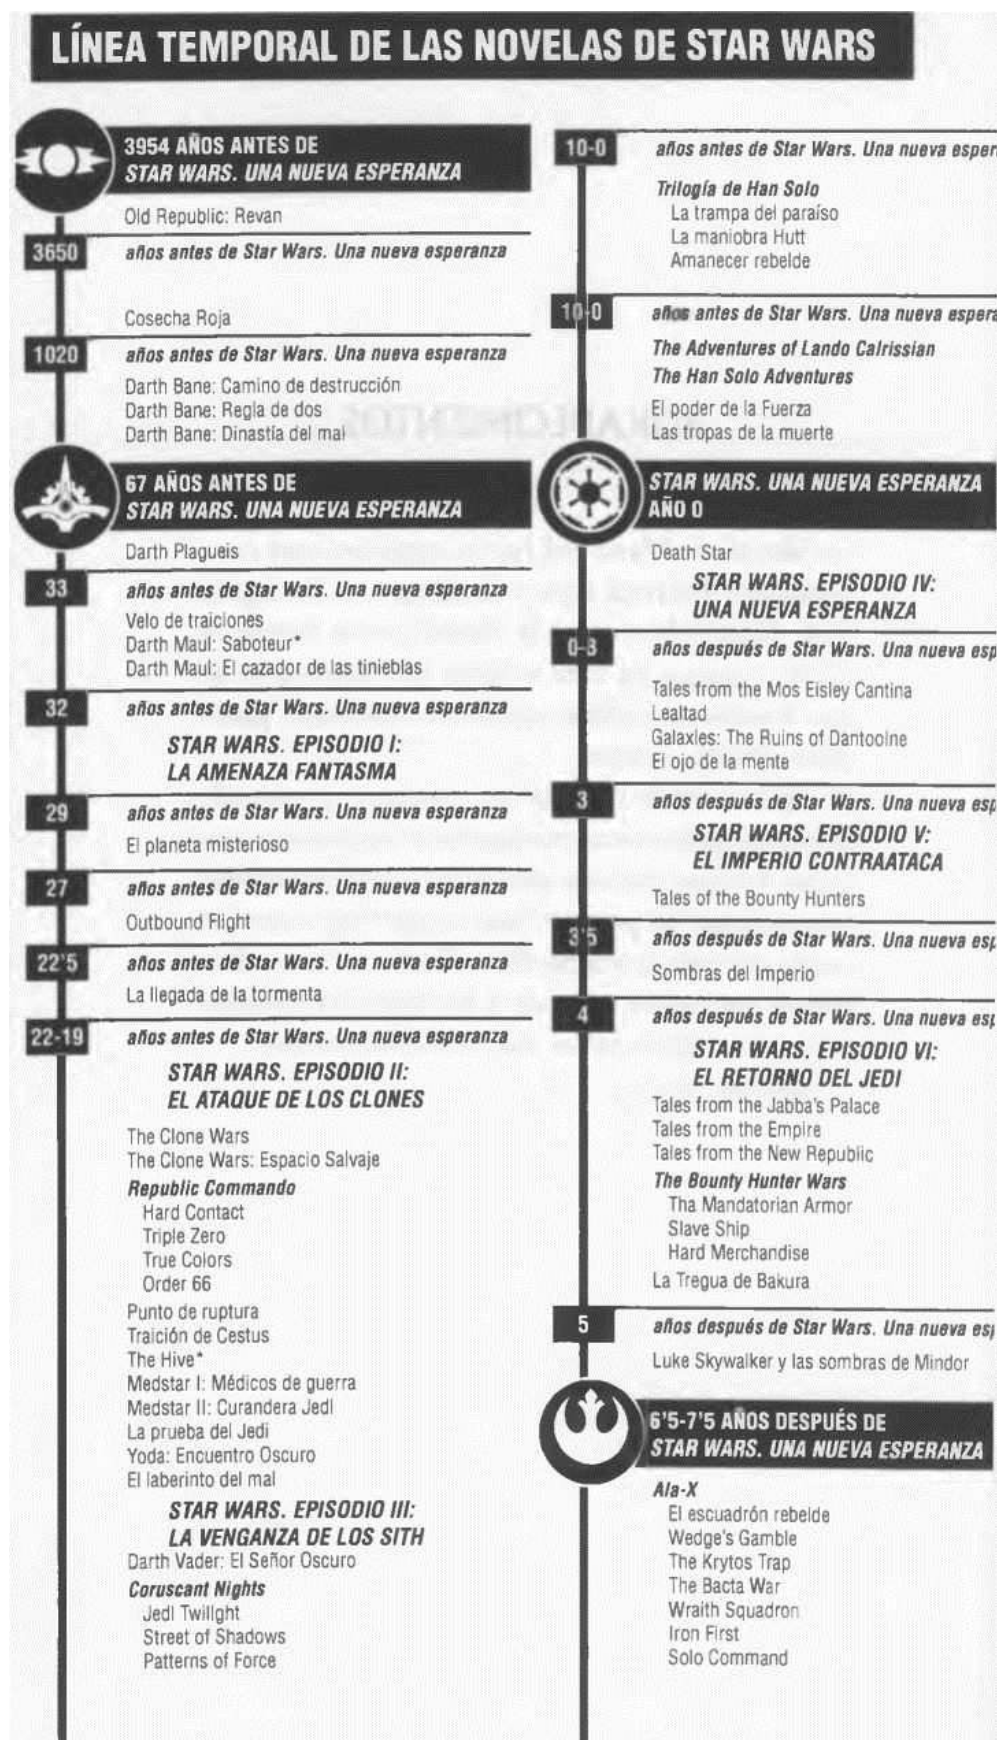 LÍNEA TEMPORAL DE LAS NOVELAS DE STAR WARS
3954 AÑOS ANTES DE
STAR WARS. UNA NUEVA ESPERANZA
Old Republic: Revan
3650 años antes de Star Wars. Una nueva esperanza
Cosecha Roja
1020 años antes de Star Wars. Una nueva esperanza
Darth Bane: Camino de destrucción
Darth Bane: Regla de dos
Darth Bane: Dinastía del mal
67 AÑOS ANTES DE
STAR WARS. UNA NUEVA ESPERANZA
Darth Plagueis
33 años antes de Star Wars. Una nueva esperanza
Velo de traiciones
Darth Maul: Saboteur*
Darth Maul: El cazador de las tinieblas
32 años antes de Star Wars. Una nueva esperanza
STAR WARS. EPISODIO I:
LA AMENAZA FANTASMA
29 años antes de Star Wars. Una nueva esperanza
El planeta misterioso
27 años antes de Star Wars. Una nueva esperanza
Outbound Flight
22'5 años antes de Star Wars. Una nueva esperanza
La llegada de la tormenta
22-19 años antes de Star Wars. Una nueva esperanza
STAR WARS. EPISODIO II:
EL ATAQUE DE LOS CLONES
The Clone Wars
The Clone Wars: Espacio Salvaje
Republic Commando
Hard Contact
Triple Zero
True Colors
Order 66
Punto de ruptura
Traición de Cestus
The Hive*
Medstar I: Médicos de guerra
Medstar II: Curandera Jedi
La prueba del Jedi
Yoda: Encuentro Oscuro
El laberinto del mal
STAR WARS. EPISODIO III:
LA VENGANZA DE LOS SITH
Darth Vader: El Señor Oscuro
Coruscant Nights
Jedi Twilight
Street of Shadows
Patterns of Force
10-0 años antes de Star Wars. Una nueva esper
Trilogía de Han Solo
La trampa del paraíso
La maniobra Hutt
Amanecer rebelde
10-0 años antes de Star Wars. Una nueva espera
The Adventures of Lando Calrissian
The Han Solo Adventures
El poder de la Fuerza
Las tropas de la muerte
STAR WARS. UNA NUEVA ESPERANZA
AÑO 0
Death Star
STAR WARS. EPISODIO IV:
UNA NUEVA ESPERANZA
0-3 años después de Star Wars. Una nueva esp
Tales from the Mos Eisley Cantina
Lealtad
Galaxies: The Ruins of Dantooine
El ojo de la mente
3 años después de Star Wars. Una nueva esp
STAR WARS. EPISODIO V:
EL IMPERIO CONTRAATACA
Tales of the Bounty Hunters
3'5 años después de Star Wars. Una nueva esp
Sombras del Imperio
4 años después de Star Wars. Una nueva esp
STAR WARS. EPISODIO VI:
EL RETORNO DEL JEDI
Tales from the Jabba's Palace
Tales from the Empire
Tales from the New Republic
The Bounty Hunter Wars
Tha Mandatorian Armor
Slave Ship
Hard Merchandise
La Tregua de Bakura
5 años después de Star Wars. Una nueva esp
Luke Skywalker y las sombras de Mindor
6'5-7'5 AÑOS DESPUÉS DE
STAR WARS. UNA NUEVA ESPERANZA
Ala-X
El escuadrón rebelde
Wedge's Gamble
The Krytos Trap
The Bacta War
Wraith Squadron
Iron First
Solo Command